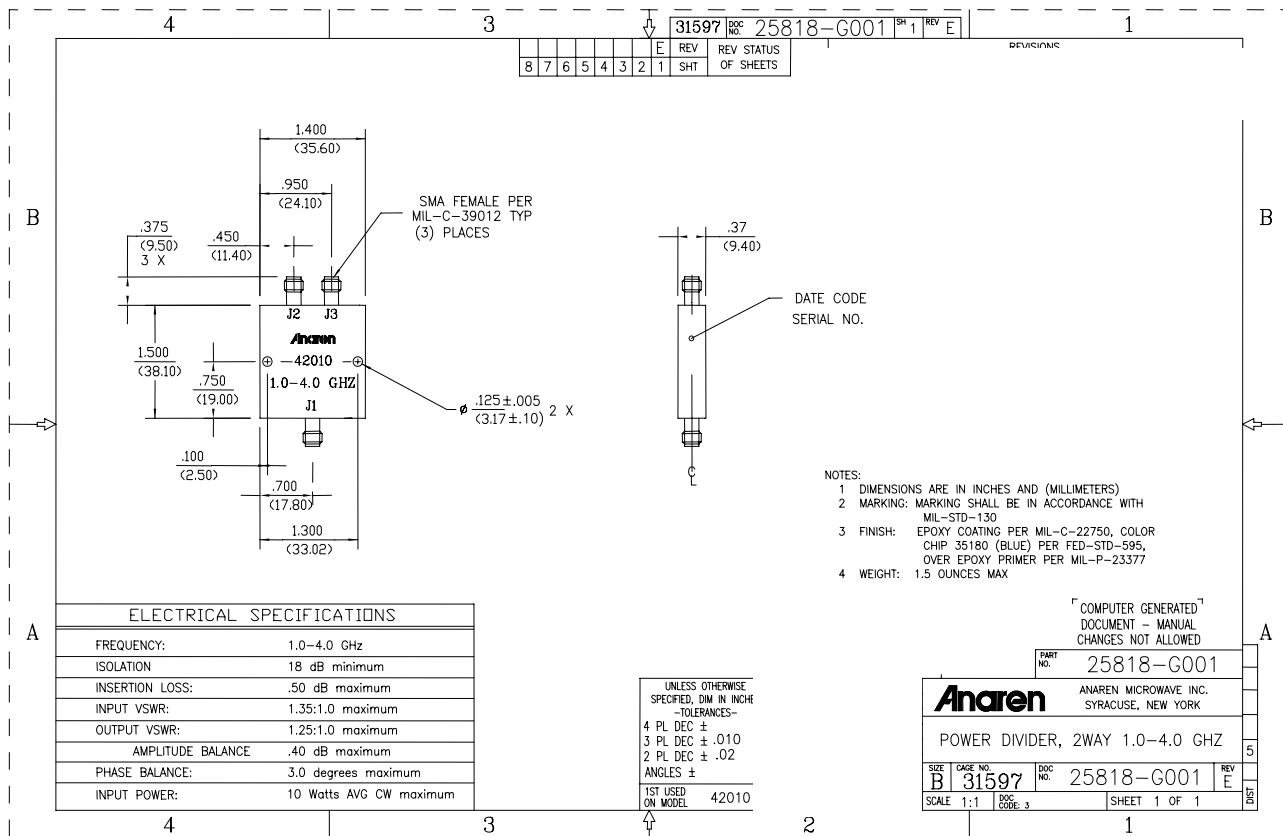 4
3
1
31597 DOC NO. 25818-G001 SH 1 REV E
E REV
8 7 6 5 4 3 2 1 SHT
REV STATUS
OF SHEETS
REVISIONS
B
B
1.400
(35.60)
.950
(24.10)
.375
(9.50)
3 X
.450
(11.40)
SMA FEMALE PER
MIL-C-39012 TYP
(3) PLACES
.37
(9.40)
J2 J3
Anaren
42010
1.0-4.0 GHZ
J1
1.500
(38.10)
.750
(19.00)
DATE CODE
SERIAL NO.
ø .125±.005 2 X
(3.17±.10)
.100
(2.50)
.700
(17.80)
1.300
(33.02)
CL
NOTES:
1 DIMENSIONS ARE IN INCHES AND (MILLIMETERS)
2 MARKING: MARKING SHALL BE IN ACCORDANCE WITH
MIL-STD-130
3 FINISH: EPOXY COATING PER MIL-C-22750, COLOR
CHIP 35180 (BLUE) PER FED-STD-595,
OVER EPOXY PRIMER PER MIL-P-23377
4 WEIGHT: 1.5 OUNCES MAX
A
A
ELECTRICAL SPECIFICATIONS
FREQUENCY: 1.0-4.0 GHz
ISOLATION 18 dB minimum
INSERTION LOSS: .50 dB maximum
INPUT VSWR: 1.35:1.0 maximum
OUTPUT VSWR: 1.25:1.0 maximum
AMPLITUDE BALANCE .40 dB maximum
PHASE BALANCE: 3.0 degrees maximum
INPUT POWER: 10 Watts AVG CW maximum
UNLESS OTHERWISE
SPECIFIED, DIM IN INCHE
-TOLERANCES-
4 PL DEC ±
3 PL DEC ± .010
2 PL DEC ± .02
ANGLES ±
1ST USED
ON MODEL 42010
COMPUTER GENERATED
DOCUMENT - MANUAL
CHANGES NOT ALLOWED
PART NO. 25818-G001
Anaren
ANAREN MICROWAVE INC.
SYRACUSE, NEW YORK
POWER DIVIDER, 2WAY 1.0-4.0 GHZ
SIZE B CAGE NO. 31597 DOC NO. 25818-G001 REV E
SCALE 1:1 DOC CODE: 3 SHEET 1 OF 1
5
DIST
4
3
2
1